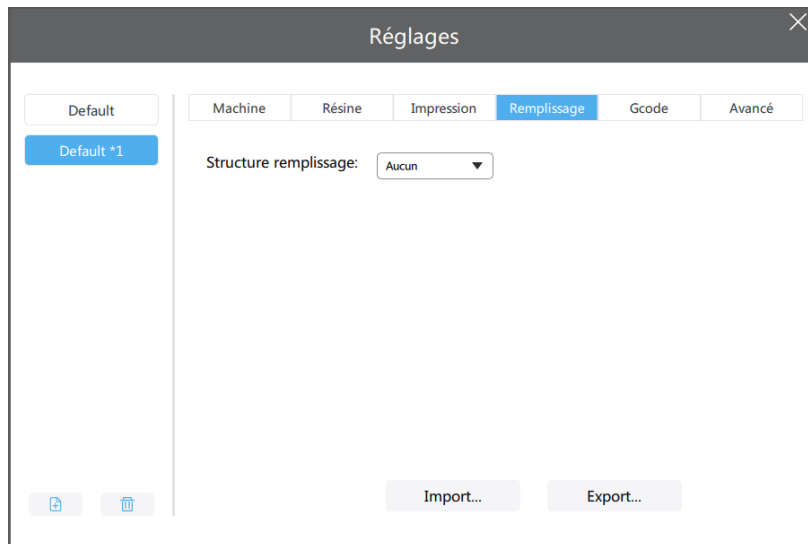 Réglages
Default
Default *1
Machine Résine Impression Remplissage Gcode Avancé
Structure remplissage: Aucun
Import... Export...